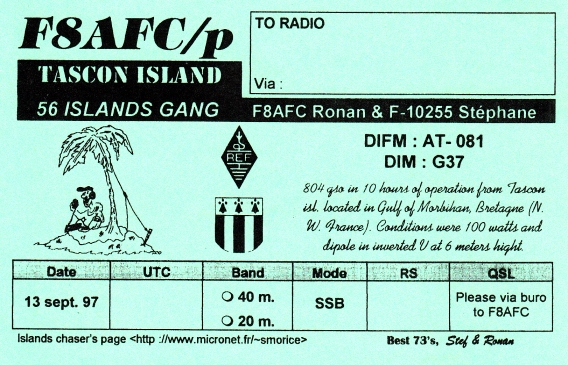 F8AFC/p
TO RADIO
TASCON ISLAND
Via :
56 ISLANDS GANG
F8AFC Ronan & F-10255 Stéphane
REF
DIFM : AT- 081
DIM : G37
804 qso in 10 hours of operation from Tascon
isl. located in Gulf of Morbihan, Bretagne (N.
W. France). Conditions were 100 watts and
dipole in inverted V at 6 meters hight.
Date UTC Band Mode RS QSL
13 sept. 97
40 m.
20 m.
SSB
Please via buro
to F8AFC
Islands chaser's page <http ://www.micronet.fr/~smorice>
Best 73's, Stef & Ronan